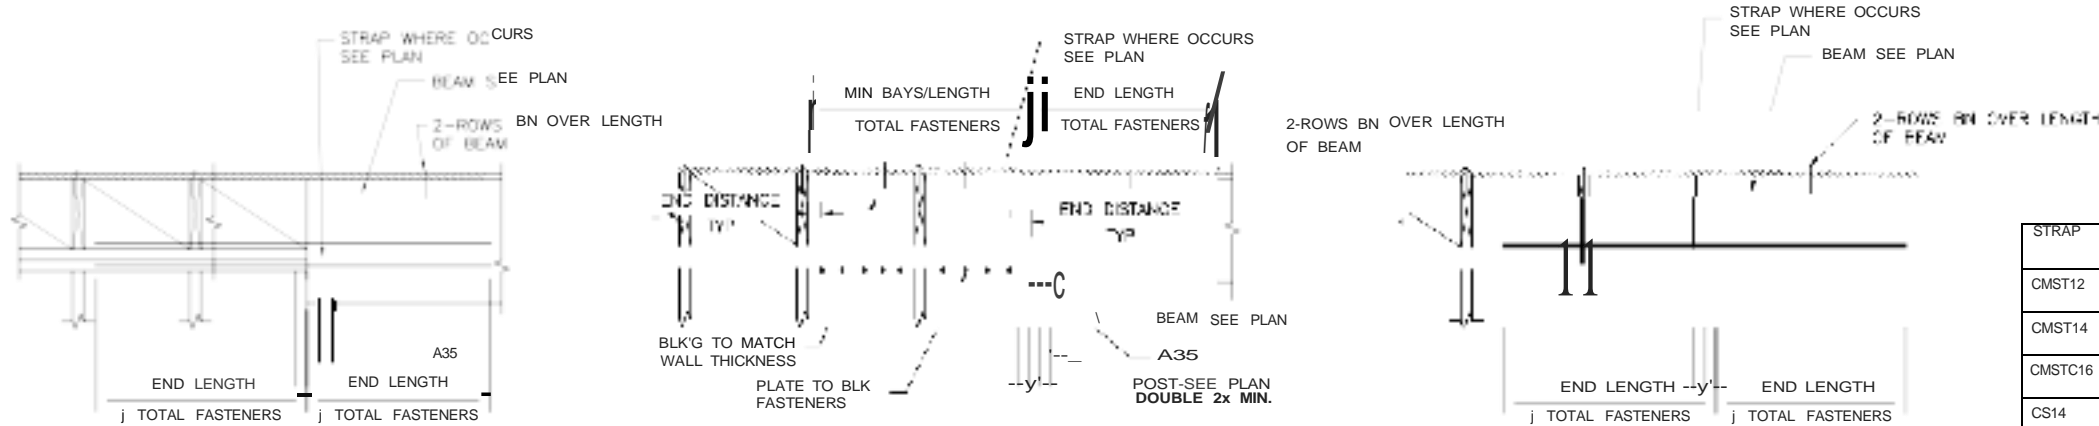 STRAP WHERE OCCURS
SEE PLAN
BEAM SEE PLAN
2-ROWS BN OVER LENGTH
OF BEAM
A35
END LENGTH
END LENGTH
j TOTAL FASTENERS
j TOTAL FASTENERS
STRAP WHERE OCCURS
SEE PLAN
MIN BAYS/LENGTH
ji
END LENGTH
TOTAL FASTENERS
TOTAL FASTENERS
END DISTANCE
TYP
END DISTANCE
TYP
---C
BEAM SEE PLAN
BLK'G TO MATCH
WALL THICKNESS
A35
PLATE TO BLK
FASTENERS
--y'--
POST-SEE PLAN
DOUBLE 2x MIN.
STRAP WHERE OCCURS
SEE PLAN
BEAM SEE PLAN
2-ROWS BN OVER LENGTH
OF BEAM
2-ROWS BN OVER LENGTH
OF BEAM
11
END LENGTH --y'-- END LENGTH
j TOTAL FASTENERS
j TOTAL FASTENERS
STRAP
CMST12
CMST14
CMSTC16
CS14